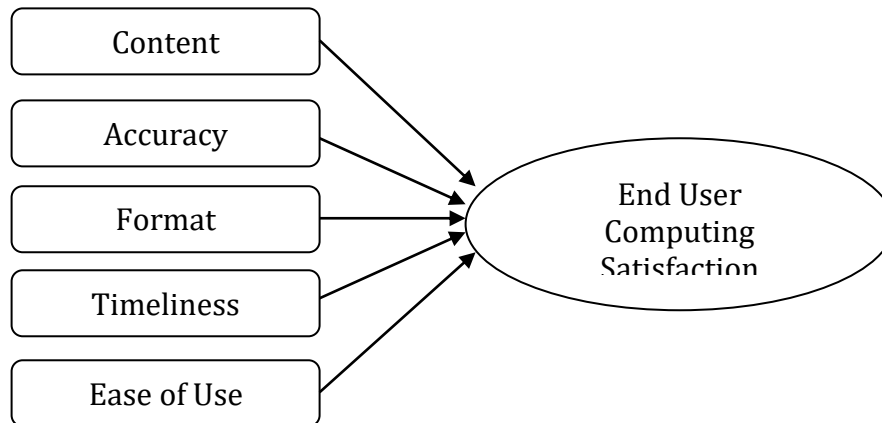 Content
Accuracy
Format
Timeliness
Ease of Use
End User
Computing
Satisfaction